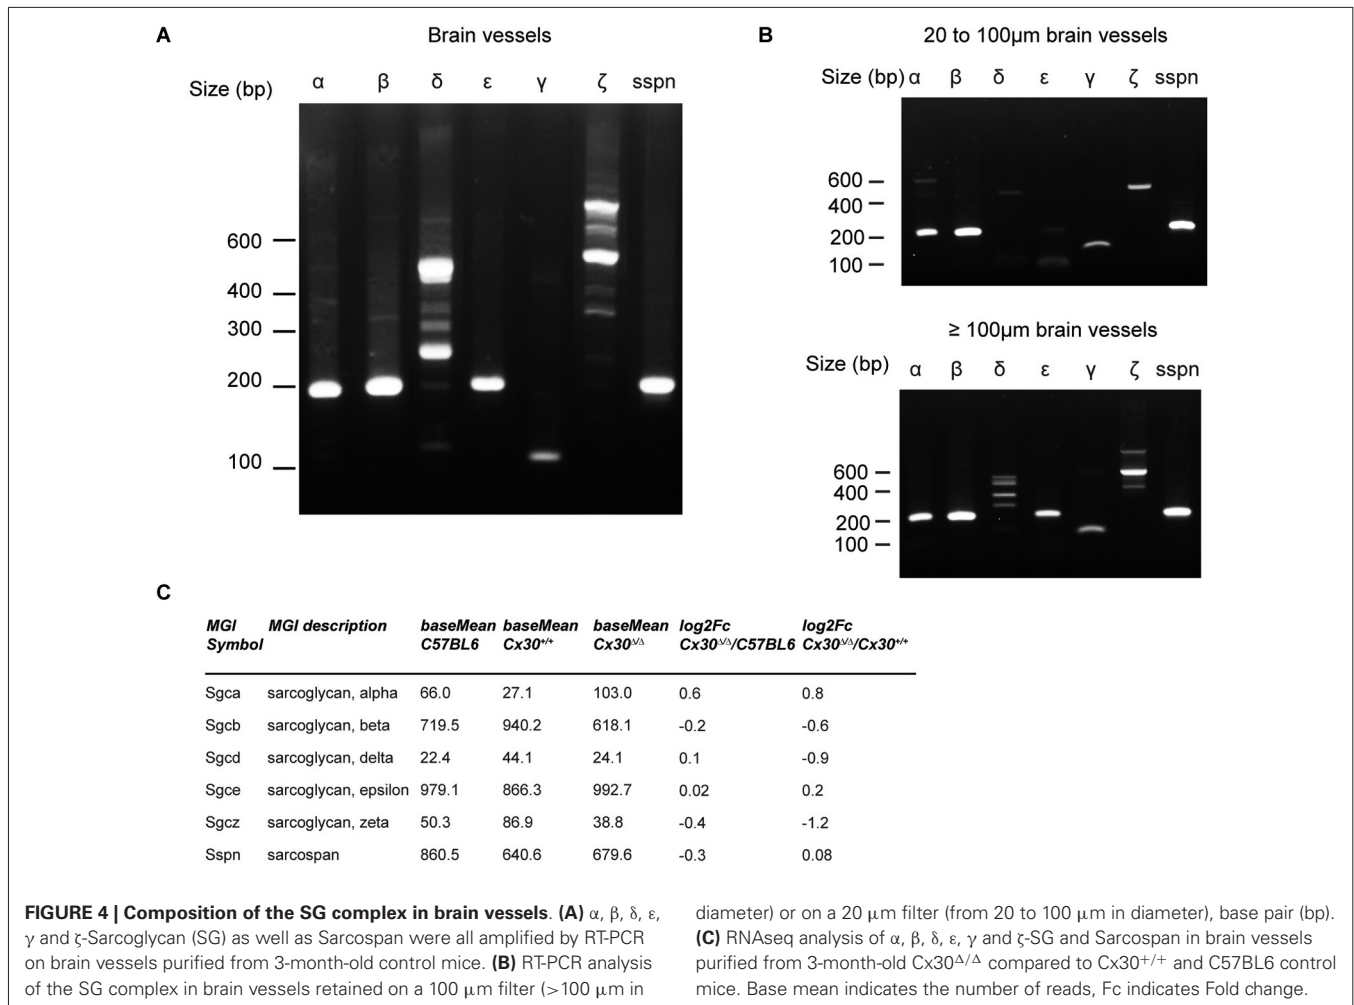 A
Brain vessels
Size (bp) α β δ ε γ ζ sspn
600
400
300
200
100
B
20 to 100µm brain vessels
Size (bp) α β δ ε γ ζ sspn
600
400
200
100
≥ 100µm brain vessels
Size (bp) α β δ ε γ ζ sspn
600
400
200
100
C
MGI MGI description baseMean baseMean baseMean log2Fc log2Fc
Symbol C57BL6 Cx30+/+ Cx30Δ/Δ Cx30Δ/Δ/C57BL6 Cx30Δ/Δ/Cx30+/+
Sgca sarcoglycan, alpha 66.0 27.1 103.0 0.6 0.8
Sgcb sarcoglycan, beta 719.5 940.2 618.1 -0.2 -0.6
Sgcd sarcoglycan, delta 22.4 44.1 24.1 0.1 -0.9
Sgce sarcoglycan, epsilon 979.1 866.3 992.7 0.02 0.2
Sgcz sarcoglycan, zeta 50.3 86.9 38.8 -0.4 -1.2
Sspn sarcospan 860.5 640.6 679.6 -0.3 0.08
FIGURE 4 | Composition of the SG complex in brain vessels. (A) α, β, δ, ε,
γ and ζ-Sarcoglycan (SG) as well as Sarcospan were all amplified by RT-PCR
on brain vessels purified from 3-month-old control mice. (B) RT-PCR analysis
of the SG complex in brain vessels retained on a 100 µm filter (>100 µm in
diameter) or on a 20 µm filter (from 20 to 100 µm in diameter), base pair (bp).
(C) RNAseq analysis of α, β, δ, ε, γ and ζ-SG and Sarcospan in brain vessels
purified from 3-month-old Cx30Δ/Δ compared to Cx30+/+ and C57BL6 control
mice. Base mean indicates the number of reads, Fc indicates Fold change.